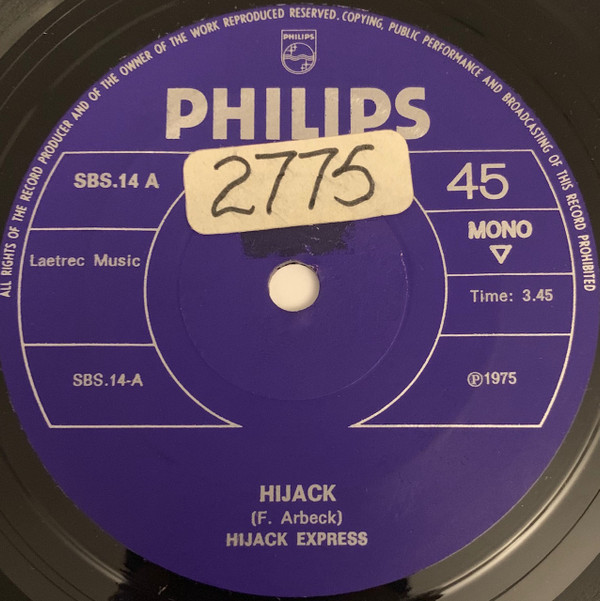 ALL RIGHTS OF THE RECORD PRODUCER AND OF THE OWNER OF THE WORK REPRODUCED RESERVED. COPYING, PUBLIC PERFORMANCE AND BROADCASTING OF THIS RECORD PROHIBITED
PHILIPS
PHILIPS
2775
SBS.14 A
45
MONO
Laetrec Music
Time: 3.45
SBS.14-A
℗1975
HIJACK
(F. Arbeck)
HIJACK EXPRESS